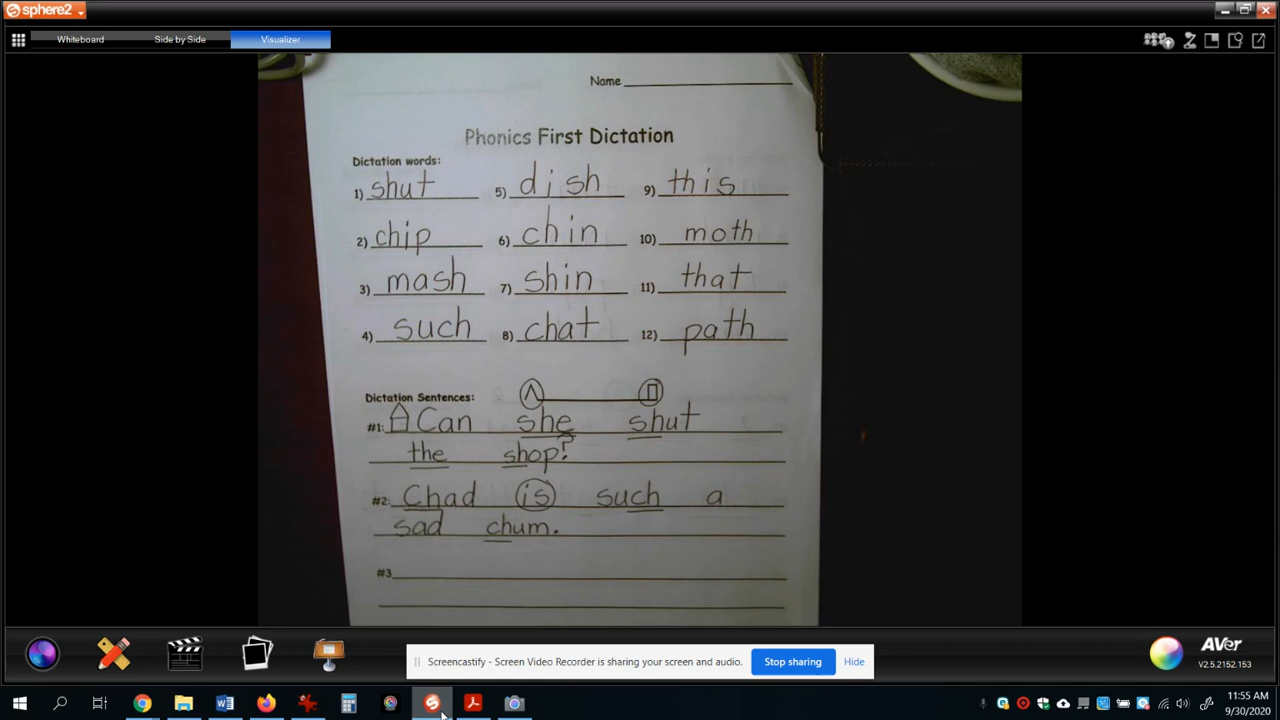 sphere2
Whiteboard Side by Side Visualizer
Name
Phonics First Dictation
Dictation words:
1) shut 5) dish 9) this
2) chip 6) chin 10) moth
3) mash 7) shin 11) that
4) such 8) chat 12) path
Dictation Sentences:
#1: Can she shut
the shop?
#2: Chad is such a
sad chum.
#3
Screencastify - Screen Video Recorder is sharing your screen and audio. Stop sharing Hide
AVer
V2.5.2152.153
11:55 AM
9/30/2020